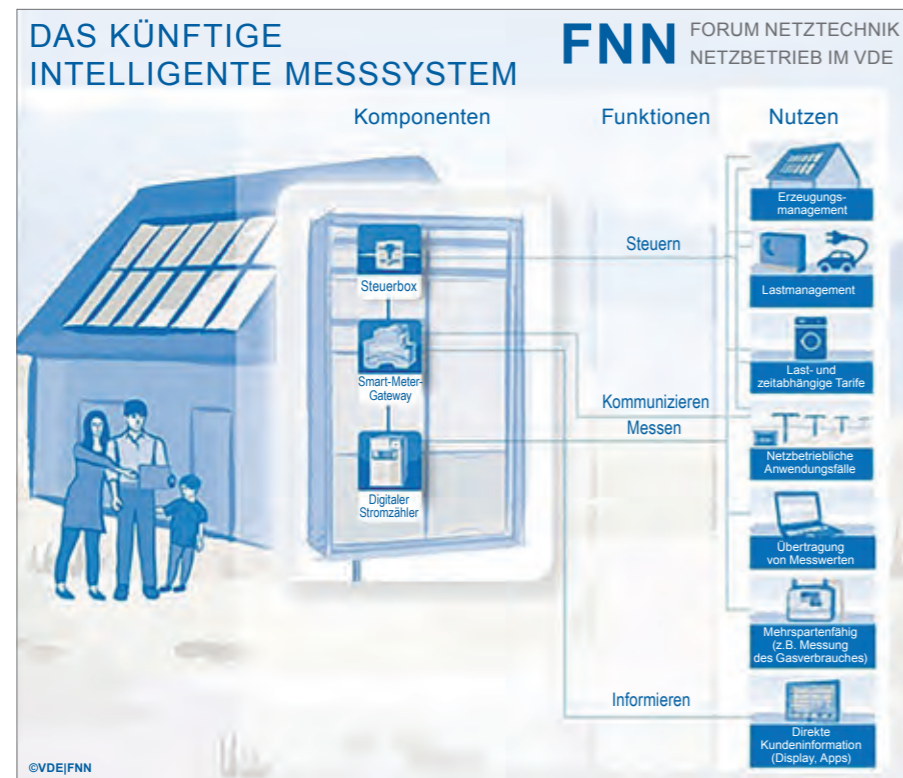 DAS KÜNFTIGE
INTELLIGENTE MESSSYSTEM
FNN
FORUM NETZTECHNIK
NETZBETRIEB IM VDE
Komponenten
Funktionen
Nutzen
Steuerbox
Smart-Meter-
Gateway
Digitaler
Stromzähler
Steuern
Kommunizieren
Messen
Informieren
Erzeugungs-
management
Lastmanagement
Last- und
zeitabhängige Tarife
Netzbetriebliche
Anwendungsfälle
Übertragung
von Messwerten
Mehrspartenfähig
(z.B. Messung
des Gasverbrauches)
Direkte
Kundeninformation
(Display, Apps)
©VDE|FNN